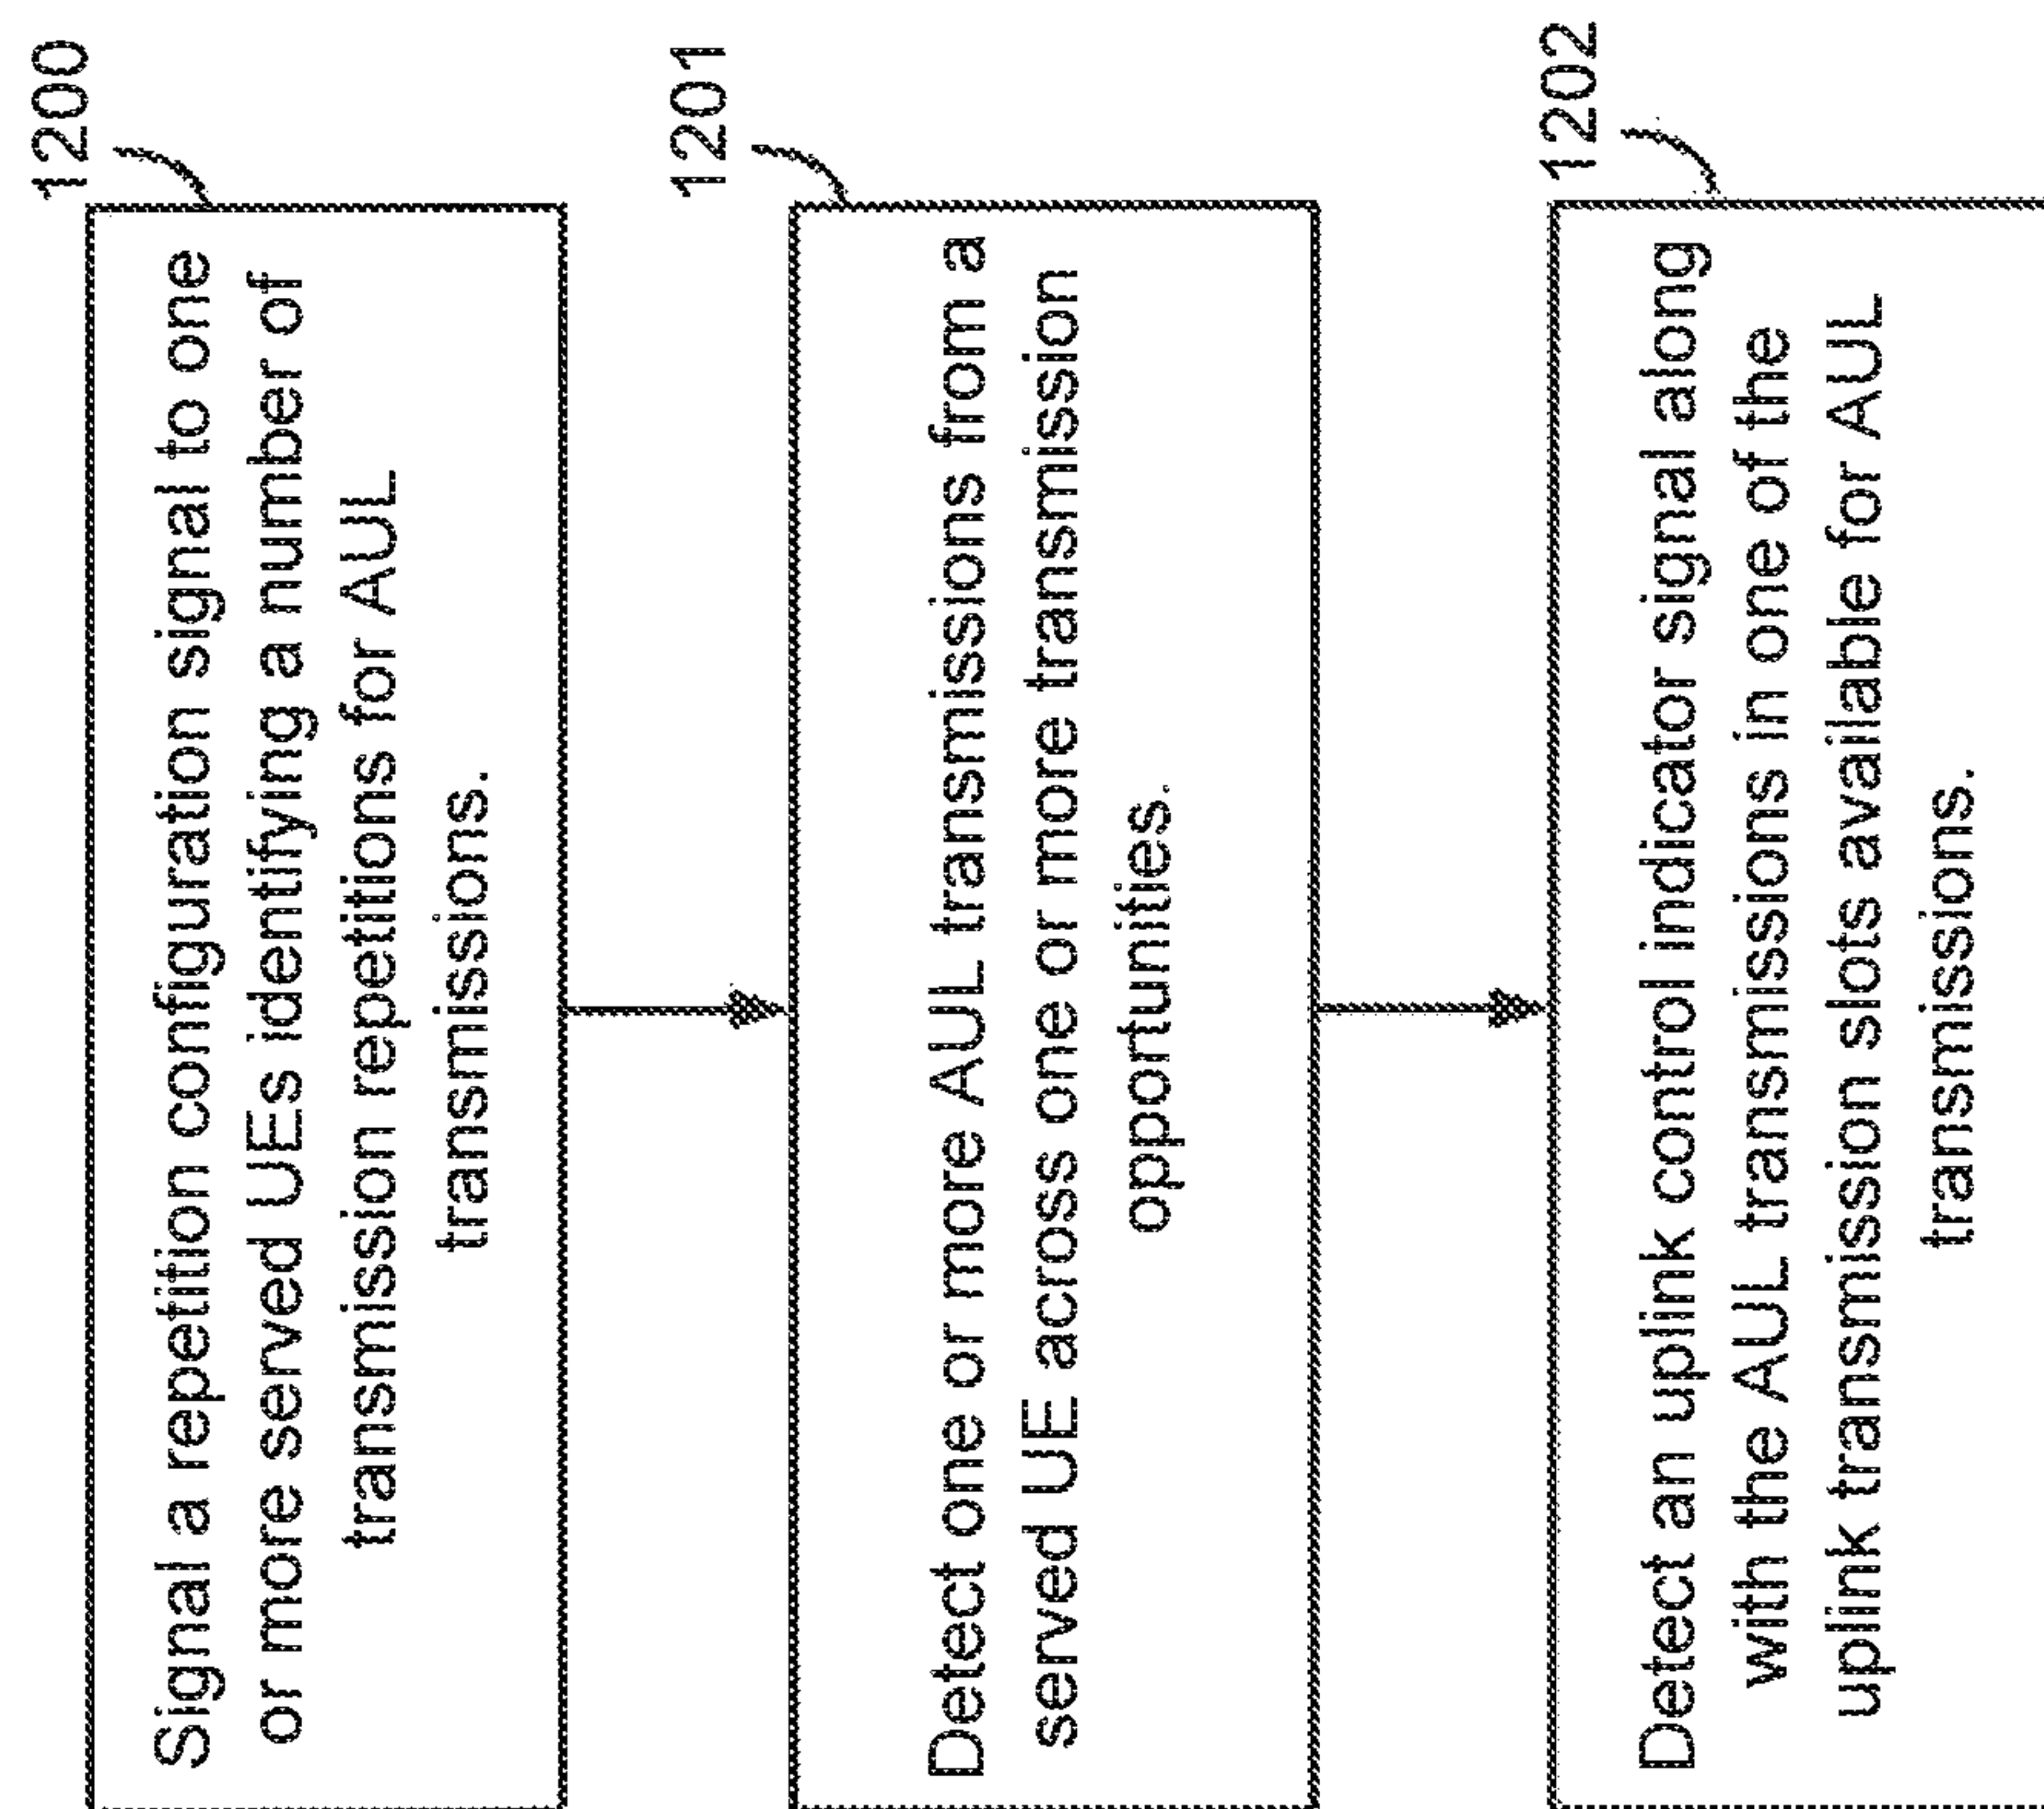 1200
Signal a repetition configuration signal to one
or more served UEs identifying a number of
transmission repetitions for AUL
transmissions.
1201
Detect one or more AUL transmissions from a
served UE across one or more transmission
opportunities.
1202
Detect an uplink control indicator signal along
with the AUL transmissions in one of the
uplink transmission slots available for AUL
transmissions.